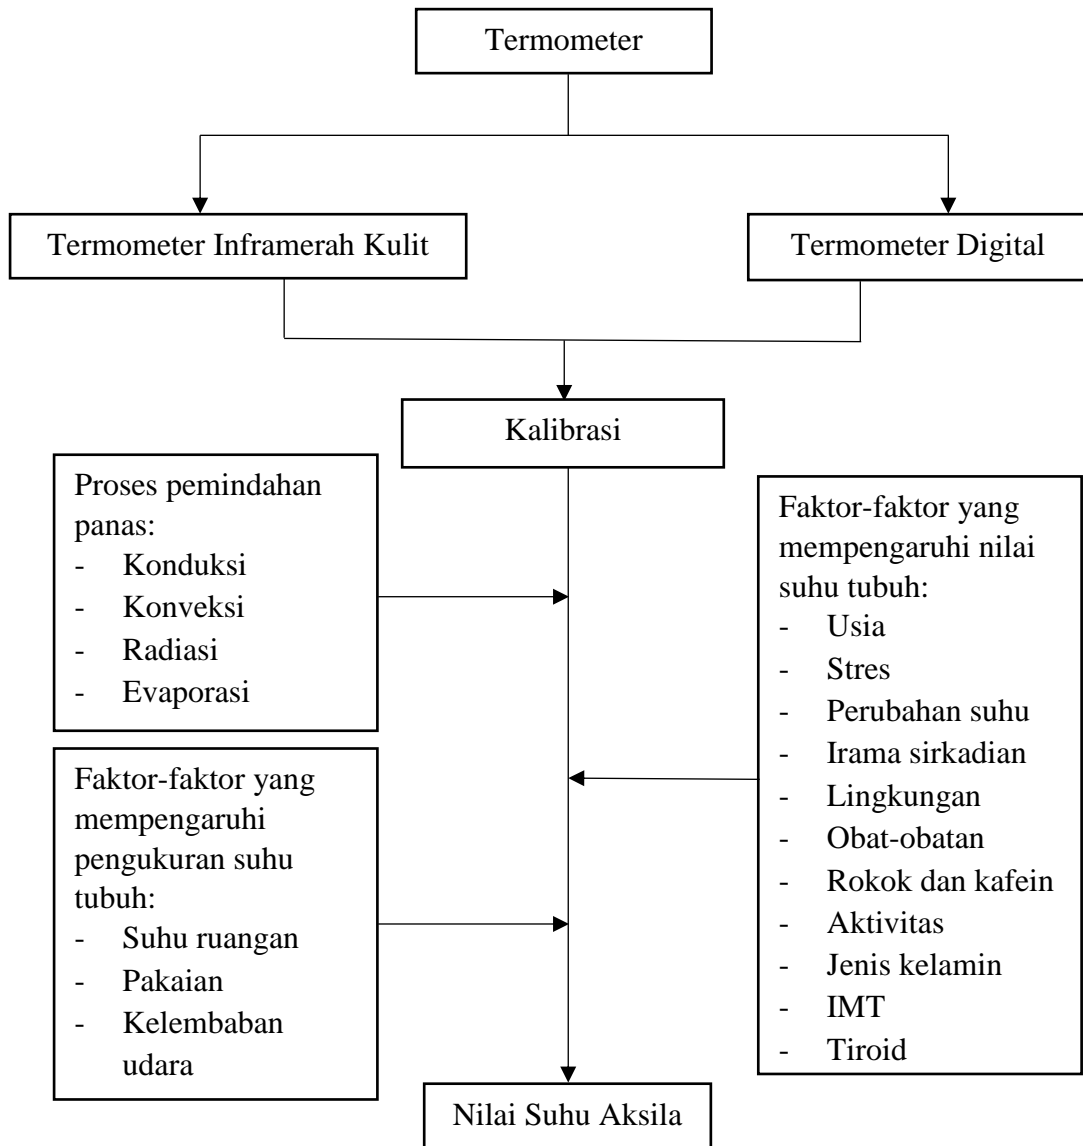 Termometer
Termometer Inframerah Kulit
Termometer Digital
Kalibrasi
Proses pemindahan
panas:
- Konduksi
- Konveksi
- Radiasi
- Evaporasi
Faktor-faktor yang
mempengaruhi
pengukuran suhu
tubuh:
- Suhu ruangan
- Pakaian
- Kelembaban
udara
Faktor-faktor yang
mempengaruhi nilai
suhu tubuh:
- Usia
- Stres
- Perubahan suhu
- Irama sirkadian
- Lingkungan
- Obat-obatan
- Rokok dan kafein
- Aktivitas
- Jenis kelamin
- IMT
- Tiroid
Nilai Suhu Aksila